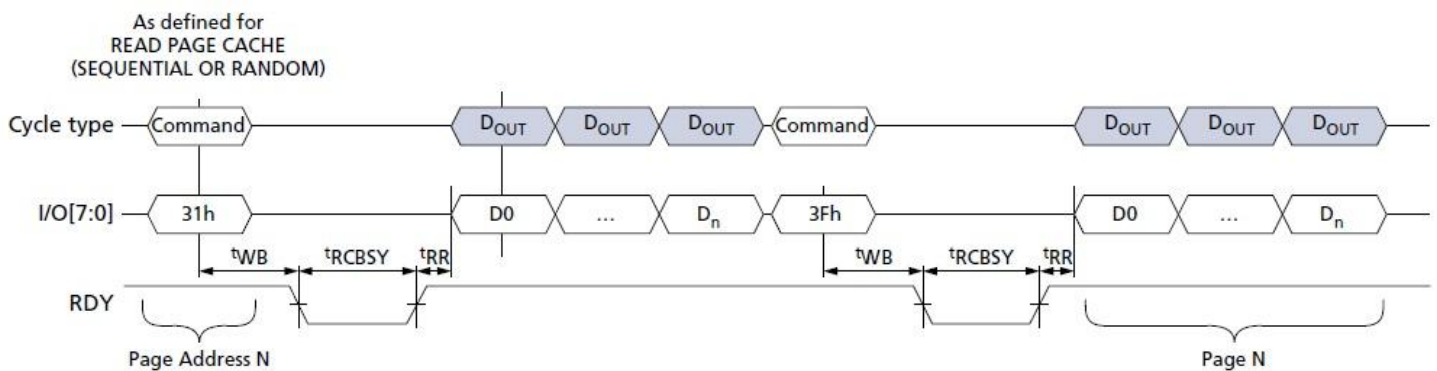 As defined for
READ PAGE CACHE
(SEQUENTIAL OR RANDOM)
Cycle type Command DOUT DOUT DOUT Command DOUT DOUT DOUT
I/O[7:0] 31h D0 ... Dn 3Fh D0 ... Dn
tWB tRCBSY tRR tWB tRCBSY tRR
RDY
Page Address N Page N